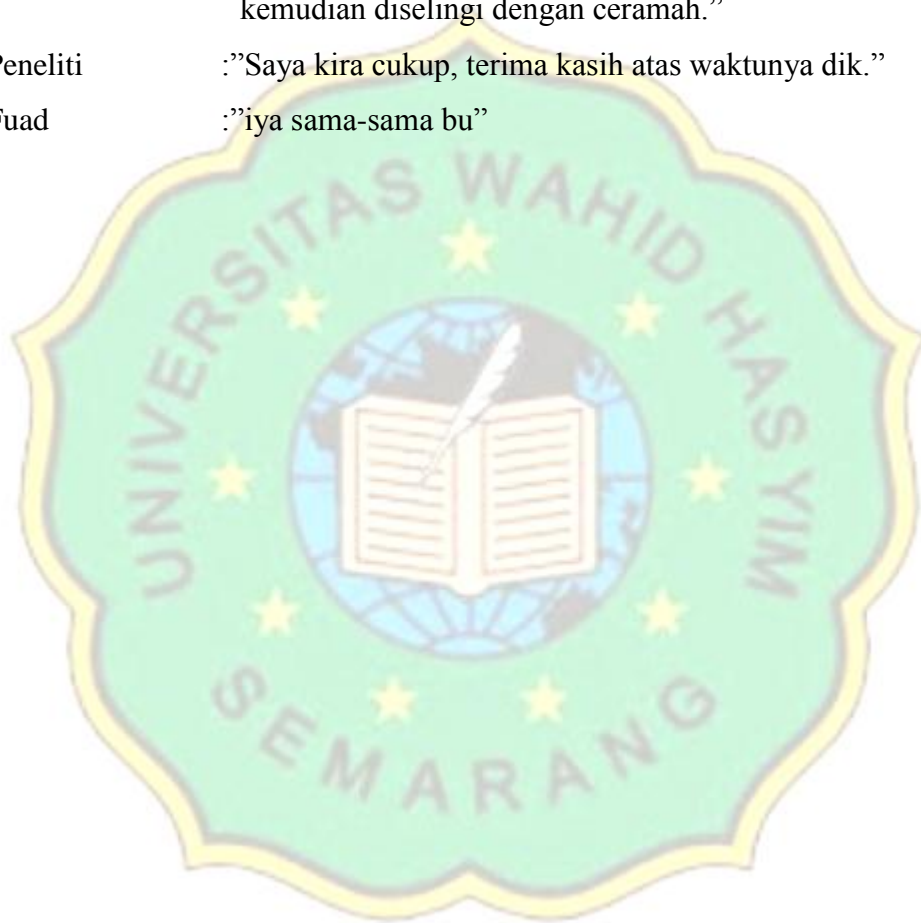 kemudian diselingi dengan ceramah.”
Peneliti :”Saya kira cukup, terima kasih atas waktunya dik.”
Fuad :”iya sama-sama bu”
UNIVERSITAS WAHID HASYIM
SEMARANG